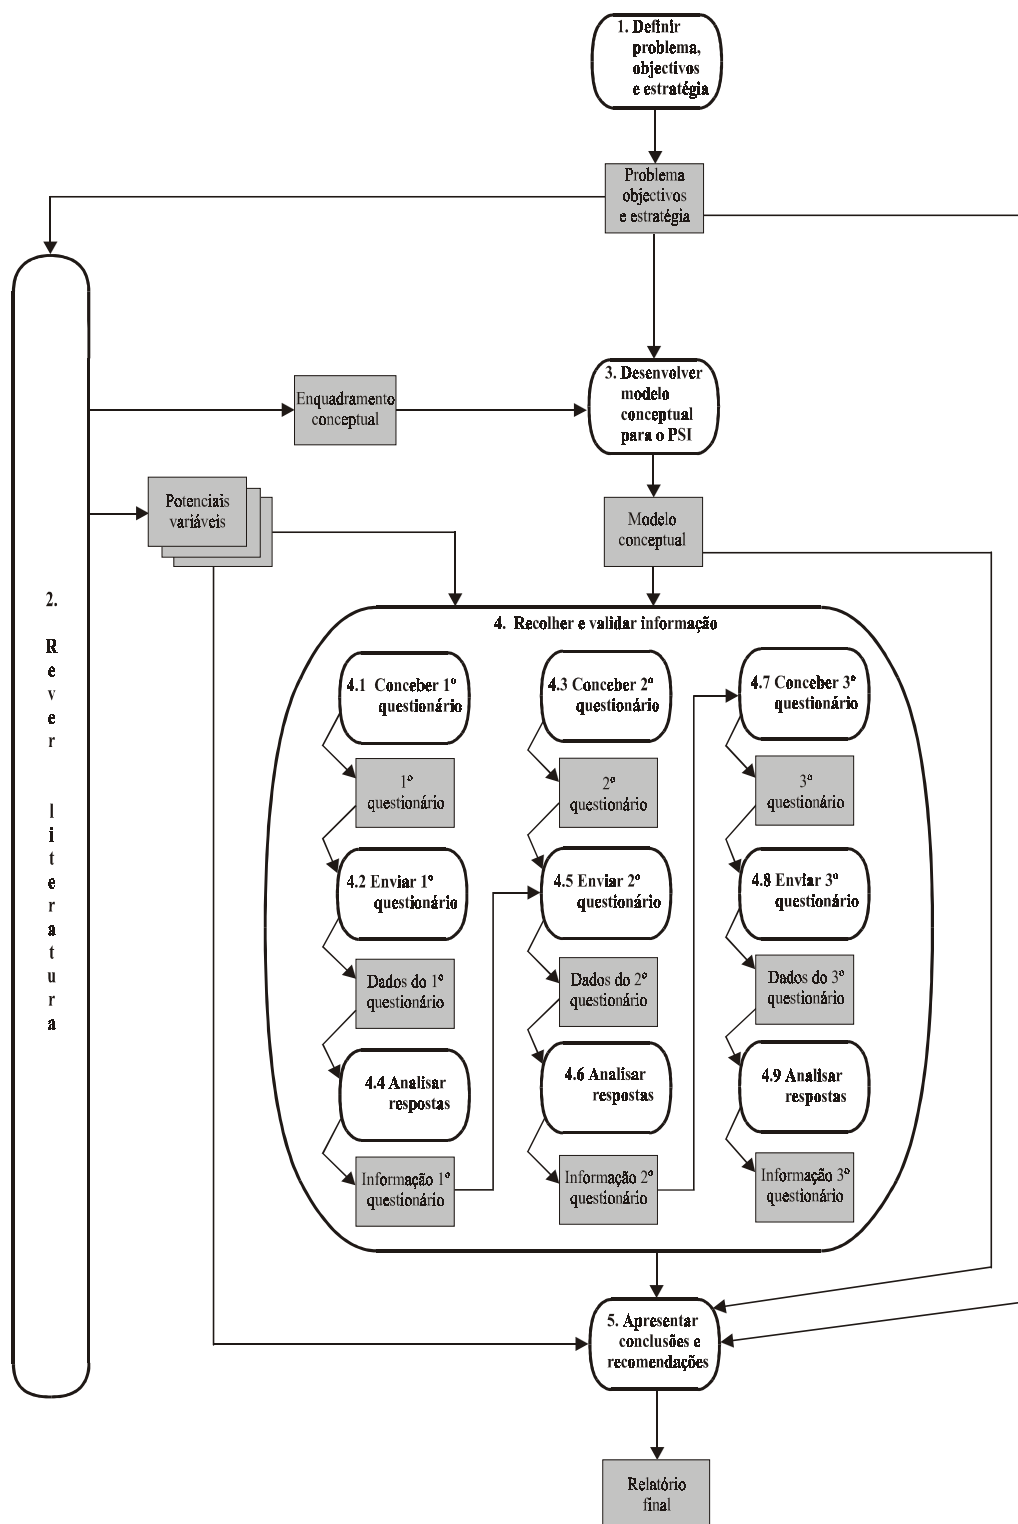 1. Definir
problema,
objectivos
e estratégia
Problema
objectivos
e estratégia
3. Desenvolver
modelo
conceptual
para o PSI
Enquadramento
conceptual
Potenciais
variáveis
Modelo
conceptual
2.
Rever
literatura
4. Recolher e validar informação
4.1 Conceber 1º
questionário
1º
questionário
4.2 Enviar 1º
questionário
Dados do 1º
questionário
4.4 Analisar
respostas
Informação 1º
questionário
4.3 Conceber 2º
questionário
2º
questionário
4.5 Enviar 2º
questionário
Dados do 2º
questionário
4.6 Analisar
respostas
Informação 2º
questionário
4.7 Conceber 3º
questionário
3º
questionário
4.8 Enviar 3º
questionário
Dados do 3º
questionário
4.9 Analisar
respostas
Informação 3º
questionário
5. Apresentar
conclusões e
recomendações
Relatório
final